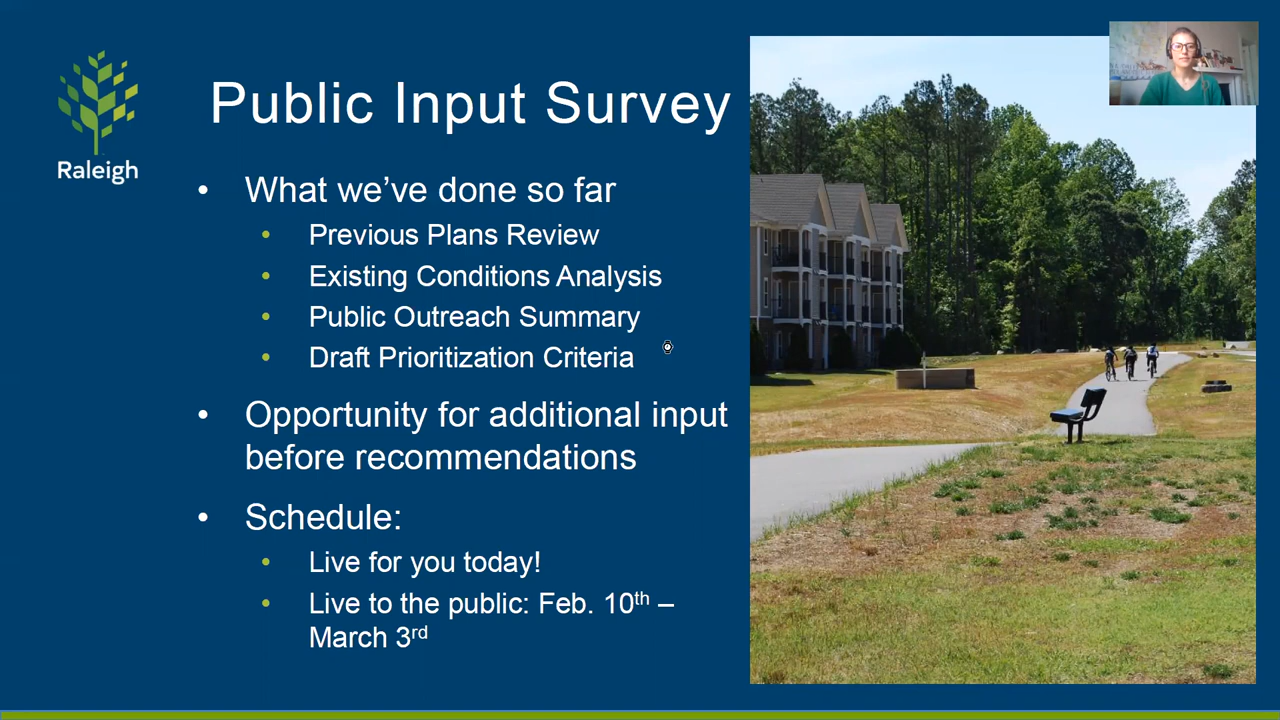 Raleigh
Public Input Survey
• What we’ve done so far
• Previous Plans Review
• Existing Conditions Analysis
• Public Outreach Summary
• Draft Prioritization Criteria
• Opportunity for additional input
before recommendations
• Schedule:
• Live for you today!
• Live to the public: Feb. 10th –
March 3rd